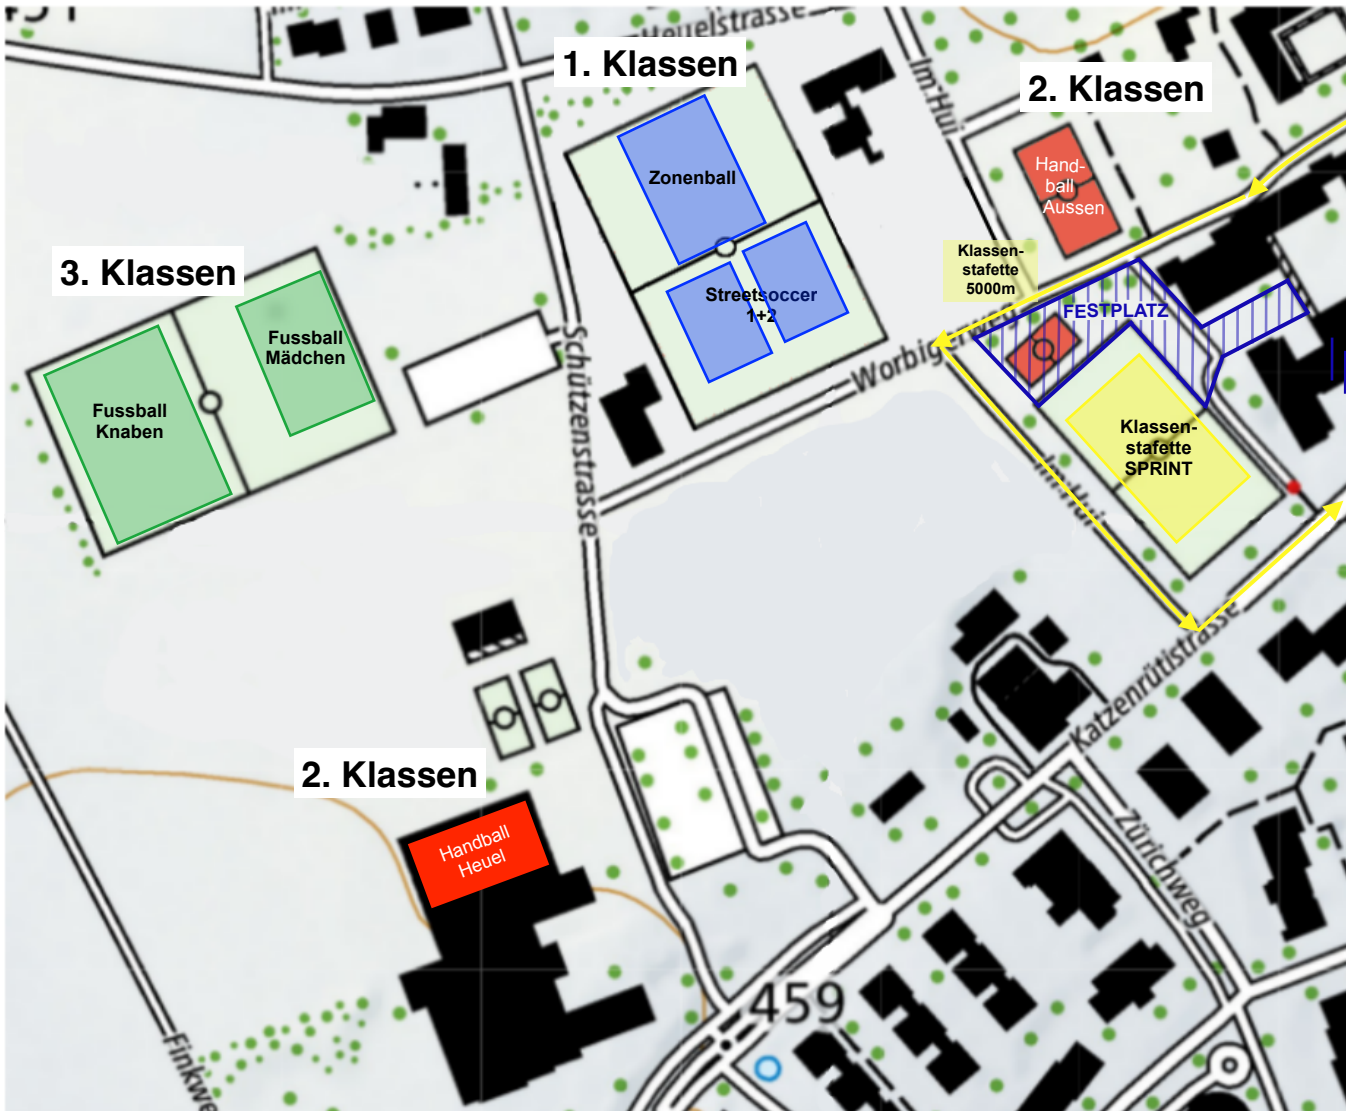 Heuelstrasse
1. Klassen
2. Klassen
Im Hui
Zonenball
Hand-
ball
Aussen
3. Klassen
Klassen-
stafette
5000m
Streetsoccer
1+2
FESTPLATZ
Fussball
Mädchen
Fussball
Knaben
Schützenstrasse
Worbigerweg
Klassen-
stafette
SPRINT
Im Hui
Katzenrütistrasse
2. Klassen
Handball
Heuel
Zürichweg
459